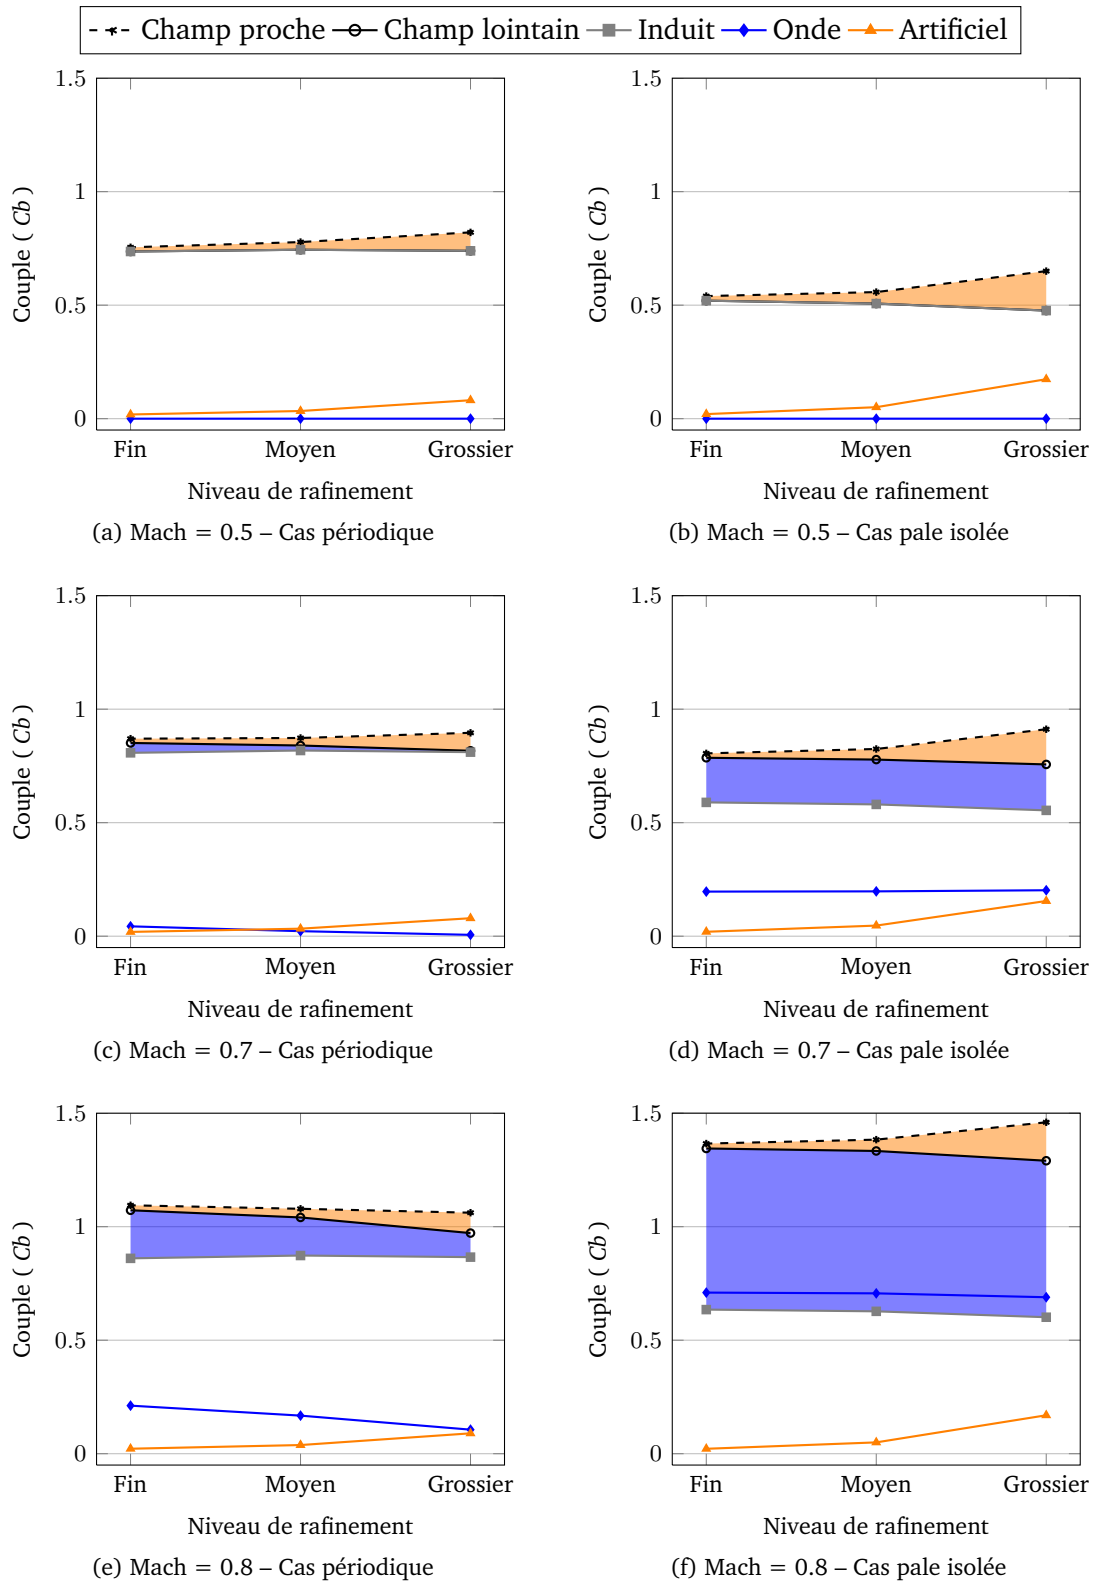 Champ proche Champ lointain Induit Onde Artificiel
1.5
1
0.5
0
Couple ( Cb )
Fin Moyen Grossier
Niveau de rafinement
(a) Mach = 0.5 – Cas périodique
1.5
1
0.5
0
Couple ( Cb )
Fin Moyen Grossier
Niveau de rafinement
(b) Mach = 0.5 – Cas pale isolée
1.5
1
0.5
0
Couple ( Cb )
Fin Moyen Grossier
Niveau de rafinement
(c) Mach = 0.7 – Cas périodique
1.5
1
0.5
0
Couple ( Cb )
Fin Moyen Grossier
Niveau de rafinement
(d) Mach = 0.7 – Cas pale isolée
1.5
1
0.5
0
Couple ( Cb )
Fin Moyen Grossier
Niveau de rafinement
(e) Mach = 0.8 – Cas périodique
1.5
1
0.5
0
Couple ( Cb )
Fin Moyen Grossier
Niveau de rafinement
(f) Mach = 0.8 – Cas pale isolée